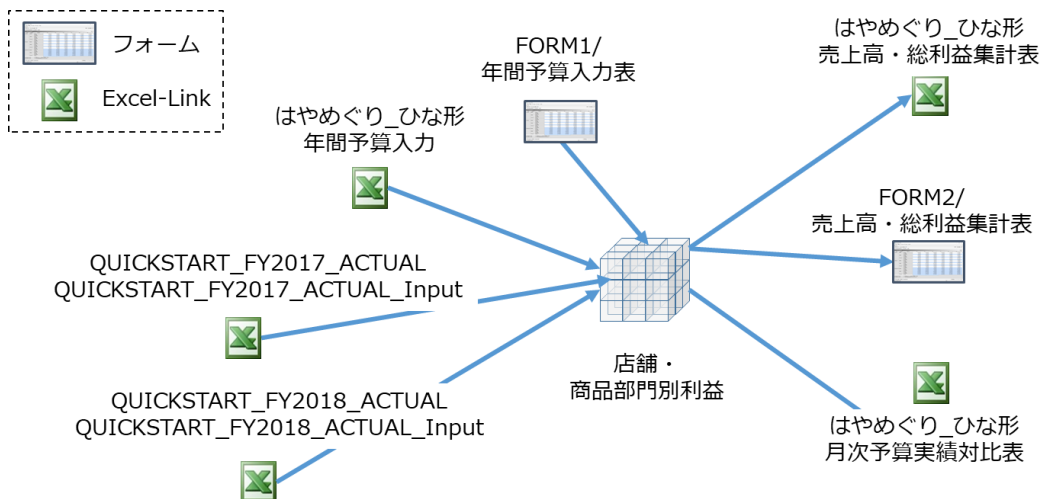 フォーム
Excel-Link
はやめぐり_ひな形
年間予算入力
FORM1/
年間予算入力表
はやめぐり_ひな形
売上高・総利益集計表
FORM2/
売上高・総利益集計表
QUICKSTART_FY2017_ACTUAL
QUICKSTART_FY2017_ACTUAL_Input
QUICKSTART_FY2018_ACTUAL
QUICKSTART_FY2018_ACTUAL_Input
店舗・
商品部門別利益
はやめぐり_ひな形
月次予算実績対比表